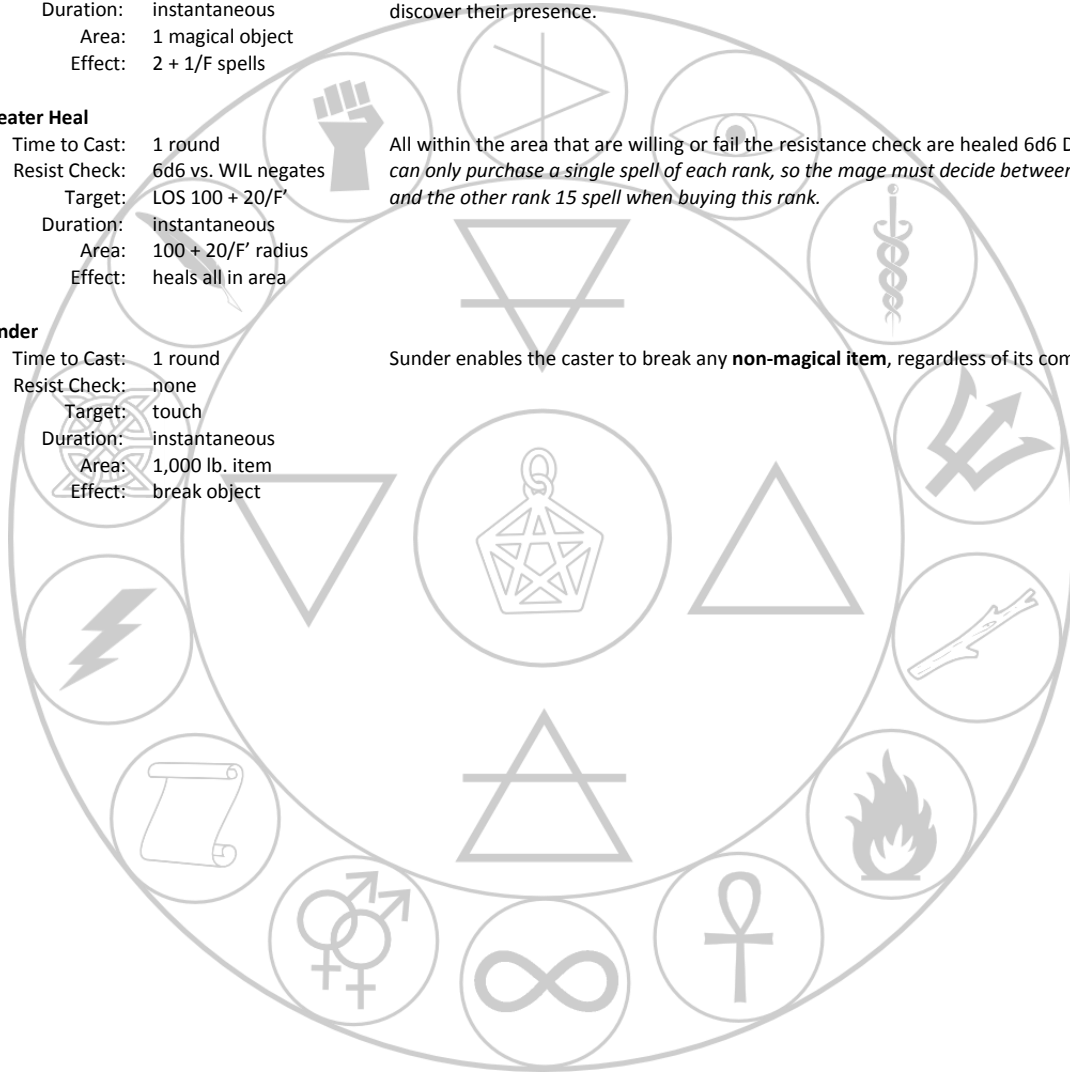 Duration: instantaneous discover their presence.
Area: 1 magical object
Effect: 2 + 1/F spells
eater Heal
Time to Cast: 1 round All within the area that are willing or fail the resistance check are healed 6d6 D
Resist Check: 6d6 vs. WIL negates can only purchase a single spell of each rank, so the mage must decide between
Target: LOS 100 + 20/F’ and the other rank 15 spell when buying this rank.
Duration: instantaneous
Area: 100 + 20/F’ radius
Effect: heals all in area
nder
Time to Cast: 1 round Sunder enables the caster to break any non-magical item, regardless of its com
Resist Check: none
Target: touch
Duration: instantaneous
Area: 1,000 lb. item
Effect: break object